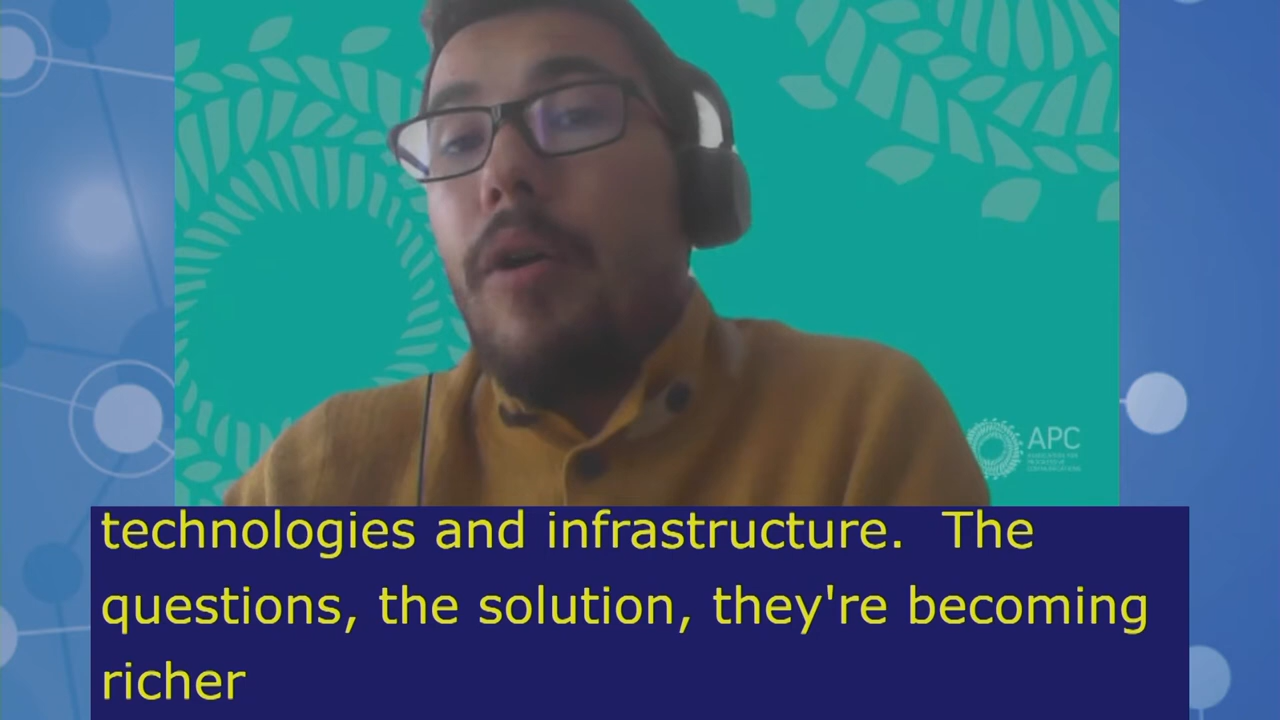 APC
technologies and infrastructure.  The
questions, the solution, they're becoming
richer